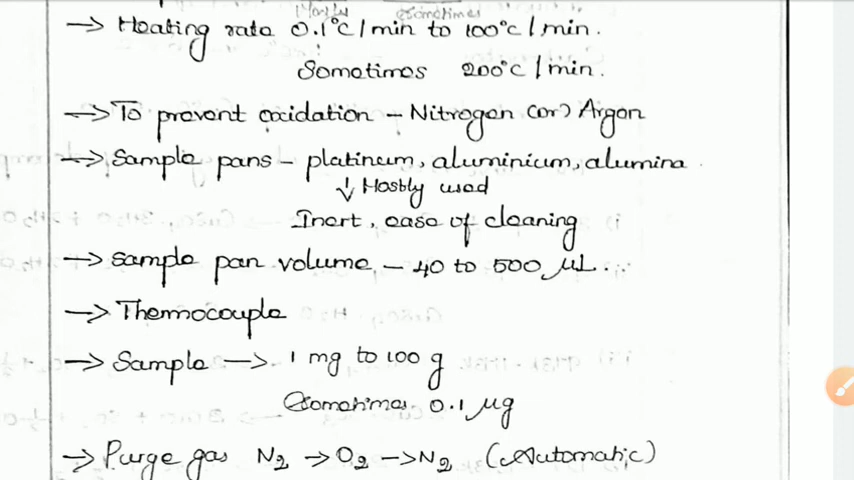 Mostly Sometimes
→ Heating rate 0.1°C/min to 100°C/min.
Sometimes 200°C/min.
→ To prevent oxidation – Nitrogen (or) Argon
→ Sample pans – platinum, aluminium, alumina
↓ Mostly used
Inert, ease of cleaning
→ Sample pan volume – 40 to 500 μL.
→ Thermocouple
→ Sample → 1 mg to 100 g
Sometimes 0.1 μg
→ Purge gas N₂ → O₂ → N₂ (Automatic)